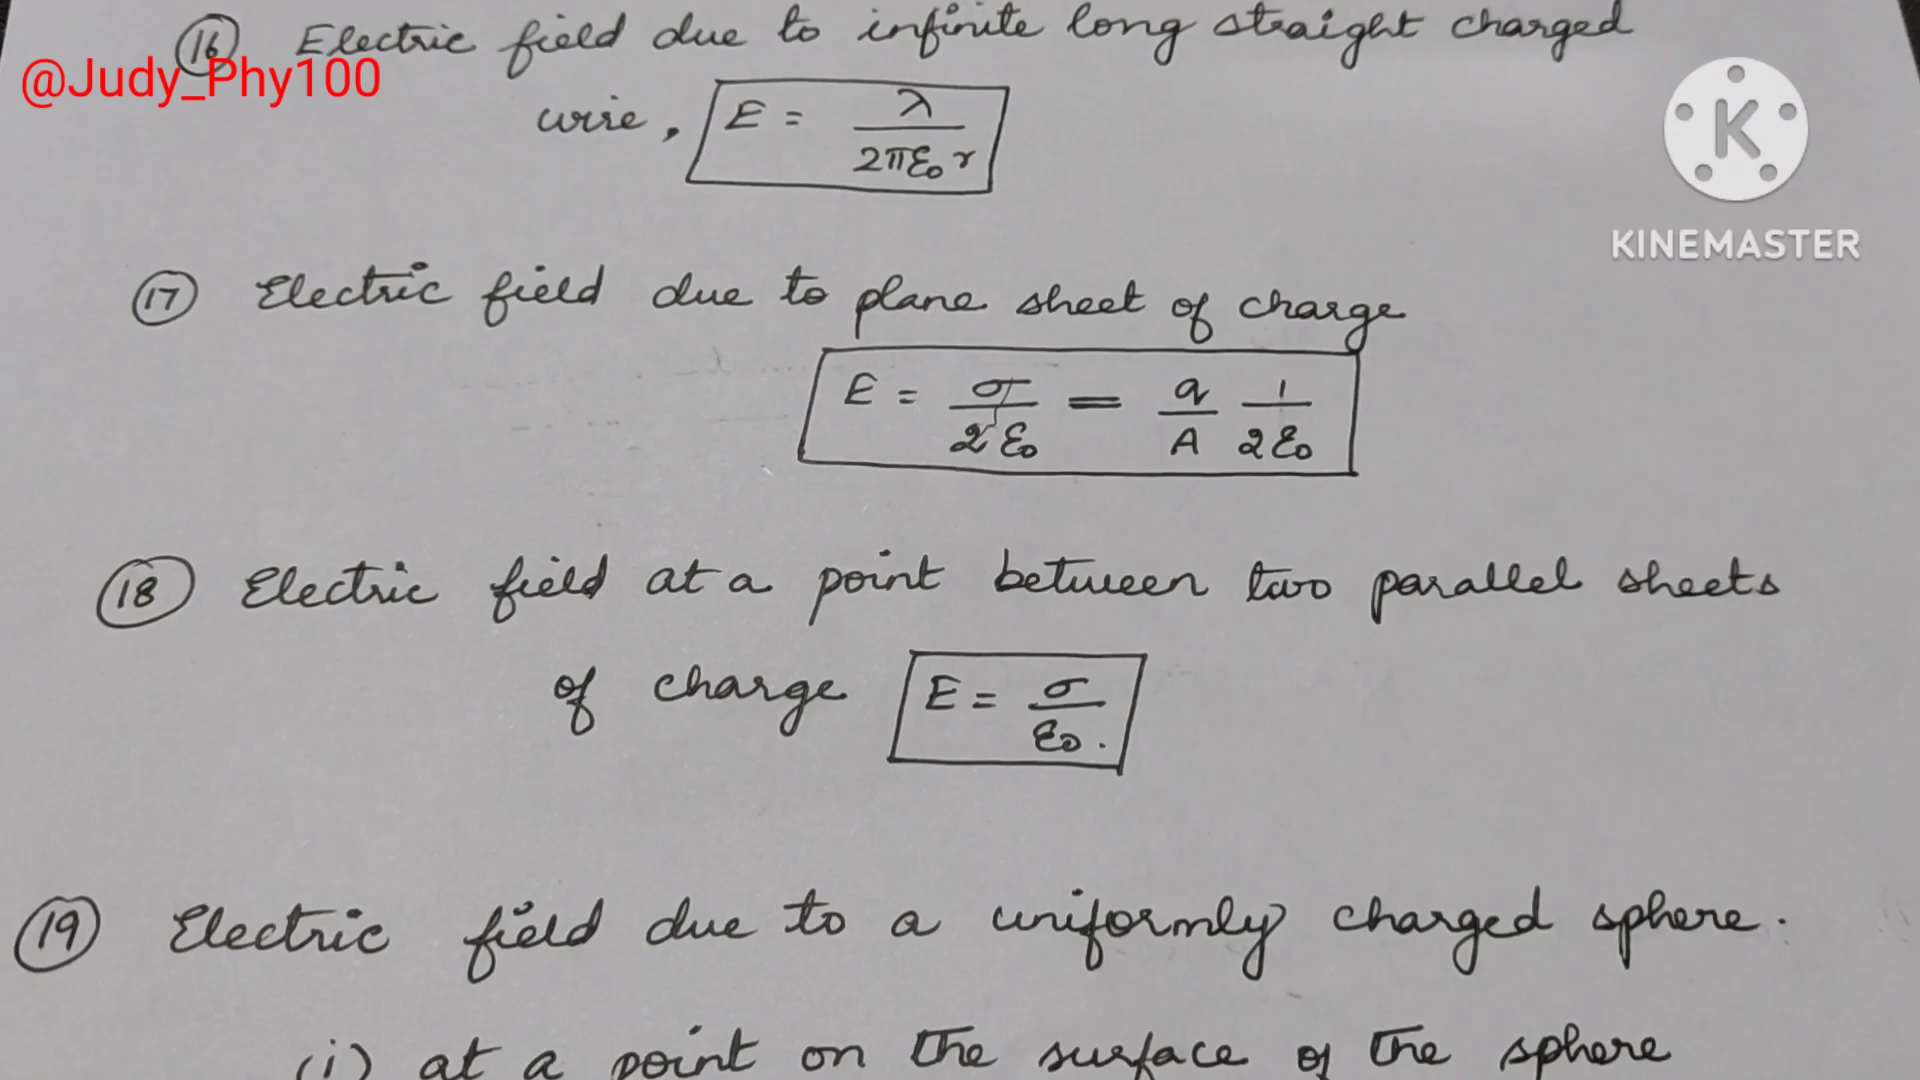 16 Electric field due to infinite long straight charged
@Judy_Phy100
wire, E = λ / 2πε₀r
KINEMASTER
17 Electric field due to plane sheet of charge
E = σ / 2ε₀ = q / A 1 / 2ε₀
18 Electric field at a point between two parallel sheets
of charge E = σ / ε₀.
19 Electric field due to a uniformly charged sphere.
(i) at a point on the surface of the sphere